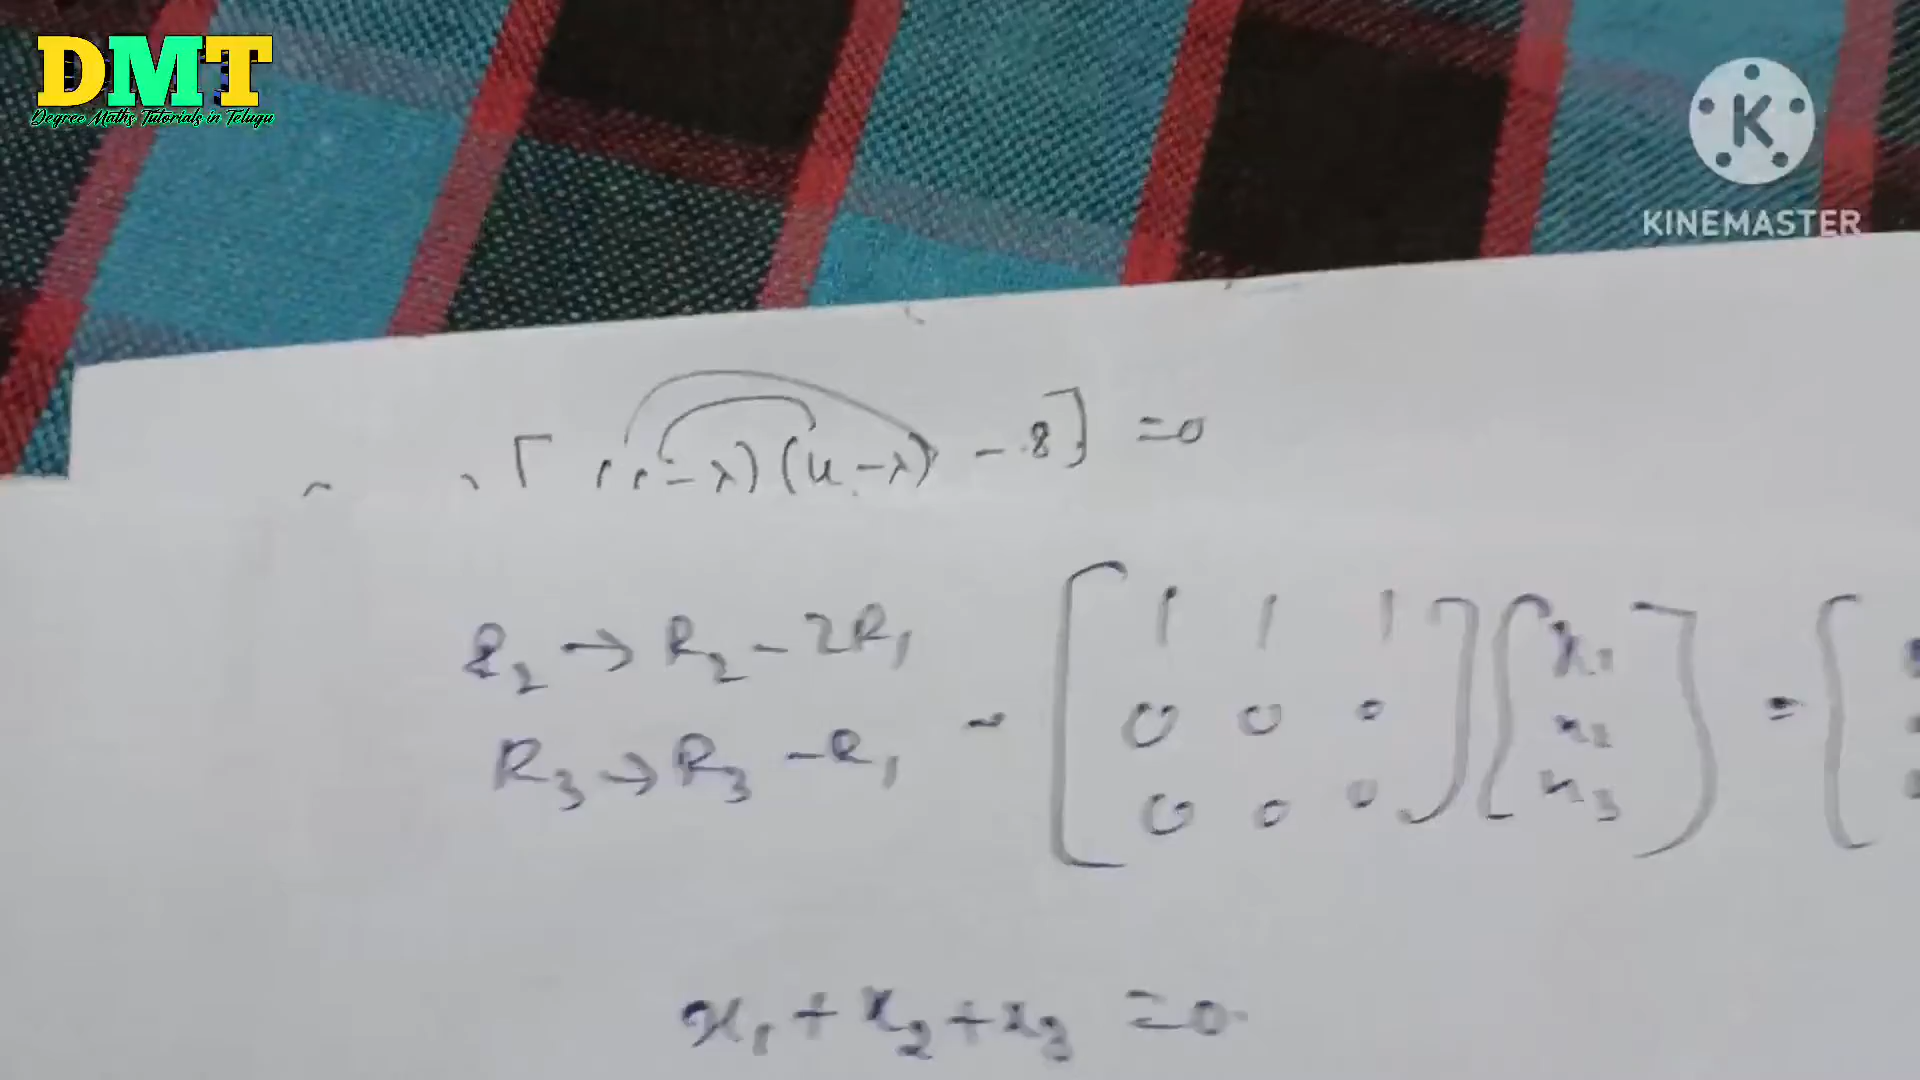 DMT
Degree Maths Tutorials in Telugu
K
KINEMASTER
-λ)(4-λ) - 8] = 0
R₂ → R₂ - 2R₁
R₃ → R₃ - R₁
~ [1 1 1
0 0 0
0 0 0] [x₁
x₂
x₃] = [
x₁ + x₂ + x₃ = 0